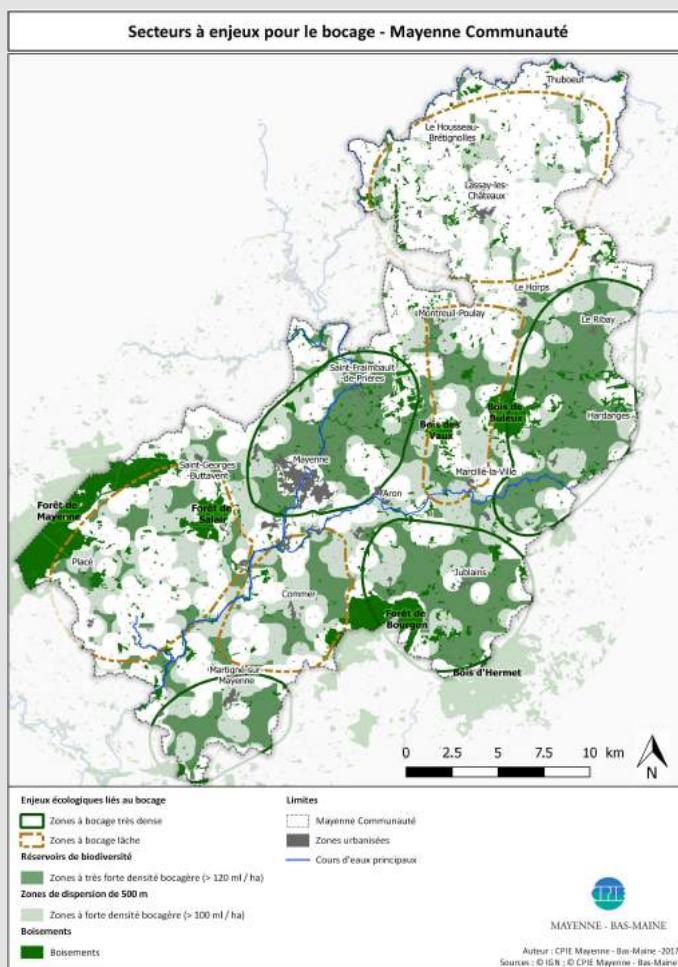 Secteurs à enjeux pour le bocage - Mayenne Communauté
Thuboeuf
Le Housseau-
Brétignolles
Lassay-les-
Châteaux
Le Horps
Montreuil-Poulay
Le Ribay
Saint-Fraimbault
-de-Prières
Bois de
Buleux
Hardanges
Bois des
Vaux
Mayenne
Marcillé-la-Ville
Saint-Georges
-Buttavent
Aron
Forêt de
Mayenne
Forêt de
Salair
Placé
Jublains
Commer
Forêt de
Bourgon
Martigné-sur-
Mayenne
Bois d'Hermet
0 2.5 5 7.5 10 km
N
Enjeux écologiques liés au bocage
Zones à bocage très dense
Zones à bocage lâche
Réservoirs de biodiversité
Zones à très forte densité bocagère (> 120 ml / ha)
Zones de dispersion de 500 m
Zones à forte densité bocagère (> 100 ml / ha)
Boisements
Boisements
Limites
Mayenne Communauté
Zones urbanisées
Cours d'eaux principaux
CPIE
MAYENNE - BAS-MAINE
Auteur : CPIE Mayenne - Bas-Maine -2017
Sources : © IGN ; © CPIE Mayenne - Bas-Maine